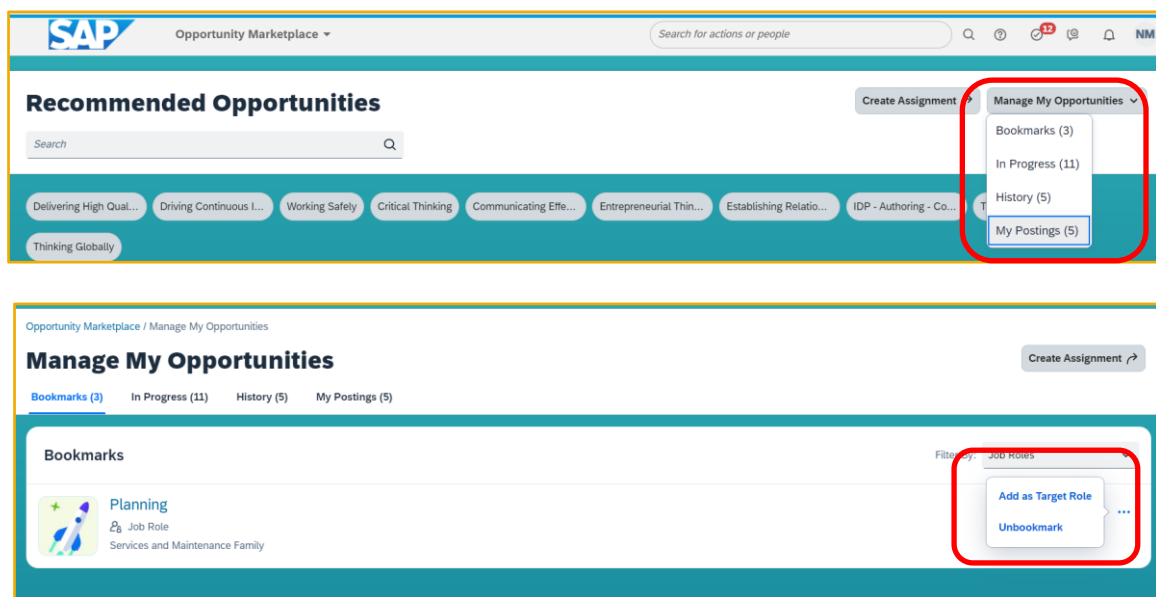 SAP Opportunity Marketplace Search for actions or people 12 NM
Recommended Opportunities Create Assignment Manage My Opportunities
Search
Bookmarks (3)
In Progress (11)
History (5)
My Postings (5)
Delivering High Qual... Driving Continuous I... Working Safely Critical Thinking Communicating Effe... Entrepreneurial Thin... Establishing Relatio... IDP - Authoring - Co... T
Thinking Globally
Opportunity Marketplace / Manage My Opportunities
Manage My Opportunities Create Assignment
Bookmarks (3) In Progress (11) History (5) My Postings (5)
Bookmarks Filter By: Job Roles
Planning
Job Role
Services and Maintenance Family
Add as Target Role
Unbookmark